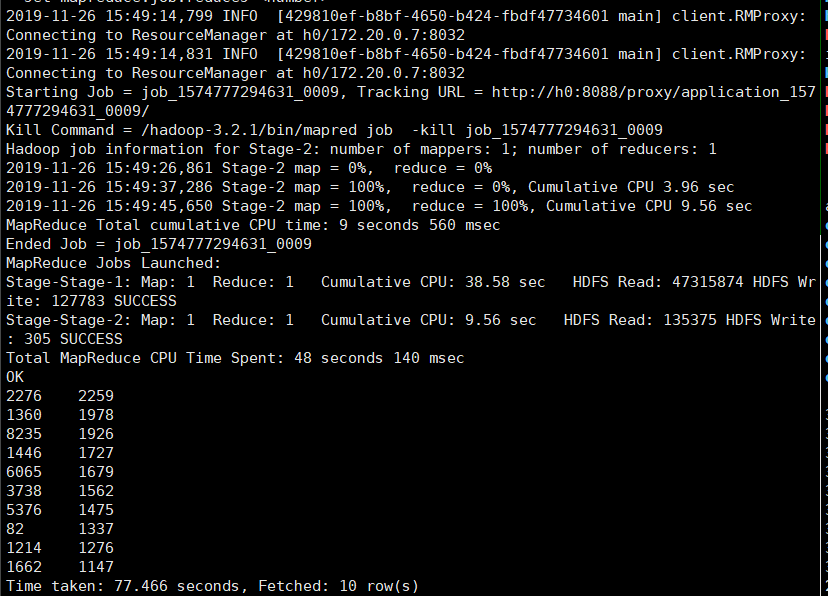 2019-11-26 15:49:14,799 INFO  [429810ef-b8bf-4650-b424-fbdf47734601 main] client.RMProxy:
Connecting to ResourceManager at h0/172.20.0.7:8032
2019-11-26 15:49:14,831 INFO  [429810ef-b8bf-4650-b424-fbdf47734601 main] client.RMProxy:
Connecting to ResourceManager at h0/172.20.0.7:8032
Starting Job = job_1574777294631_0009, Tracking URL = http://h0:8088/proxy/application_157
4777294631_0009/
Kill Command = /hadoop-3.2.1/bin/mapred job  -kill job_1574777294631_0009
Hadoop job information for Stage-2: number of mappers: 1; number of reducers: 1
2019-11-26 15:49:26,861 Stage-2 map = 0%,  reduce = 0%
2019-11-26 15:49:37,286 Stage-2 map = 100%,  reduce = 0%, Cumulative CPU 3.96 sec
2019-11-26 15:49:45,650 Stage-2 map = 100%,  reduce = 100%, Cumulative CPU 9.56 sec
MapReduce Total cumulative CPU time: 9 seconds 560 msec
Ended Job = job_1574777294631_0009
MapReduce Jobs Launched:
Stage-Stage-1: Map: 1  Reduce: 1   Cumulative CPU: 38.58 sec   HDFS Read: 47315874 HDFS Wr
ite: 127783 SUCCESS
Stage-Stage-2: Map: 1  Reduce: 1   Cumulative CPU: 9.56 sec   HDFS Read: 135375 HDFS Write
: 305 SUCCESS
Total MapReduce CPU Time Spent: 48 seconds 140 msec
OK
2276    2259
1360    1978
8235    1926
1446    1727
6065    1679
3738    1562
5376    1475
82      1337
1214    1276
1662    1147
Time taken: 77.466 seconds, Fetched: 10 row(s)